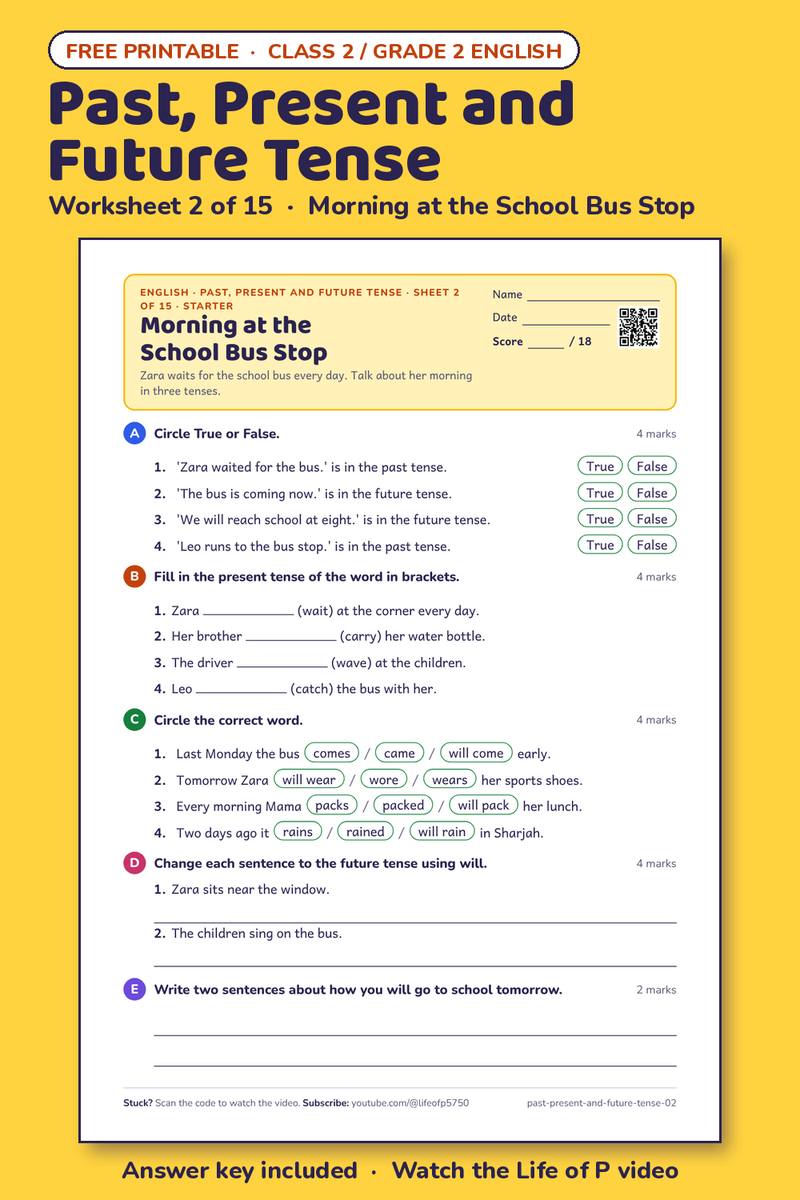 FREE PRINTABLE · CLASS 2 / GRADE 2 ENGLISH
Past, Present and
Future Tense
Worksheet 2 of 15 · Morning at the School Bus Stop
ENGLISH · PAST, PRESENT AND FUTURE TENSE · SHEET 2
OF 15 · STARTER
Morning at the
School Bus Stop
Zara waits for the school bus every day. Talk about her morning
in three tenses.
Name ____________
Date ____________
Score ______ / 18
A Circle True or False. 4 marks
1. 'Zara waited for the bus.' is in the past tense. True False
2. 'The bus is coming now.' is in the future tense. True False
3. 'We will reach school at eight.' is in the future tense. True False
4. 'Leo runs to the bus stop.' is in the past tense. True False
B Fill in the present tense of the word in brackets. 4 marks
1. Zara ____________ (wait) at the corner every day.
2. Her brother ____________ (carry) her water bottle.
3. The driver ____________ (wave) at the children.
4. Leo ____________ (catch) the bus with her.
C Circle the correct word. 4 marks
1. Last Monday the bus comes / came / will come early.
2. Tomorrow Zara will wear / wore / wears her sports shoes.
3. Every morning Mama packs / packed / will pack her lunch.
4. Two days ago it rains / rained / will rain in Sharjah.
D Change each sentence to the future tense using will. 4 marks
1. Zara sits near the window.
2. The children sing on the bus.
E Write two sentences about how you will go to school tomorrow. 2 marks
Stuck? Scan the code to watch the video. Subscribe: youtube.com/@lifeofp5750 past-present-and-future-tense-02
Answer key included · Watch the Life of P video